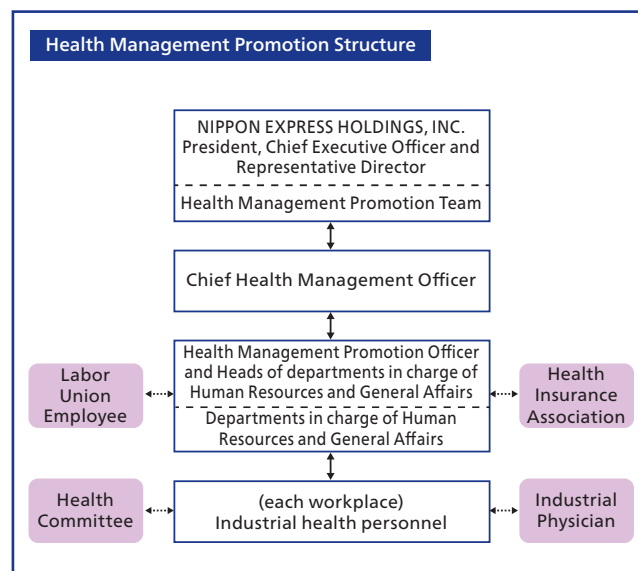 Health Management Promotion Structure
NIPPON EXPRESS HOLDINGS, INC.
President, Chief Executive Officer and
Representative Director
Health Management Promotion Team
Chief Health Management Officer
Health Management Promotion Officer
and Heads of departments in charge of
Human Resources and General Affairs
Departments in charge of Human
Resources and General Affairs
Labor
Union
Employee
Health
Insurance
Association
(each workplace)
Industrial health personnel
Health
Committee
Industrial
Physician